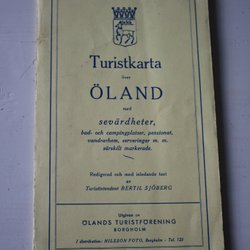 Turistkarta
över
ÖLAND
med
sevärdheter,
bad- och campingplatser, pensionat,
vandrarhem, serveringar m. m.
särskilt markerade.
Redigerad och med inledande text
av
Turistintendent BERTIL SJÖBERG
Utgiven av
ÖLANDS TURISTFÖRENING
BORGHOLM
I distribution: NILSSON FOTO, Borgholm - Tel. 125